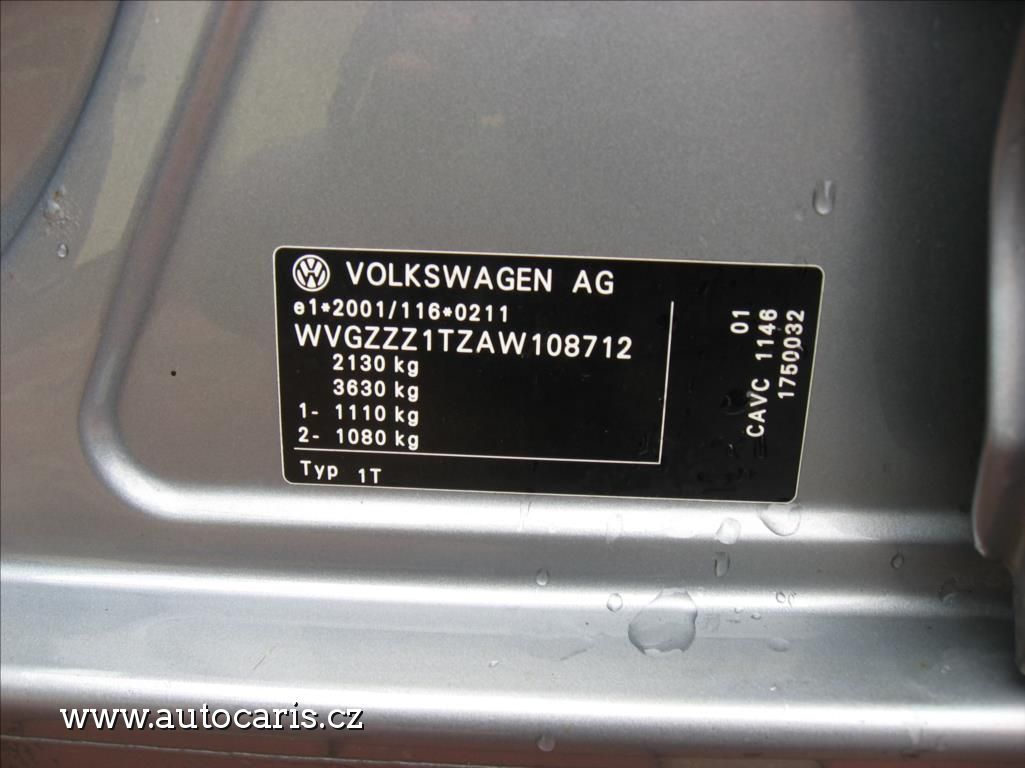 VOLKSWAGEN AG
e1*2001/116*0211
WVGZZZ1TZAW108712
2130 kg
3630 kg
1- 1110 kg
2- 1080 kg
Typ 1T
01
CAVC 1146
1750032
www.autocaris.cz